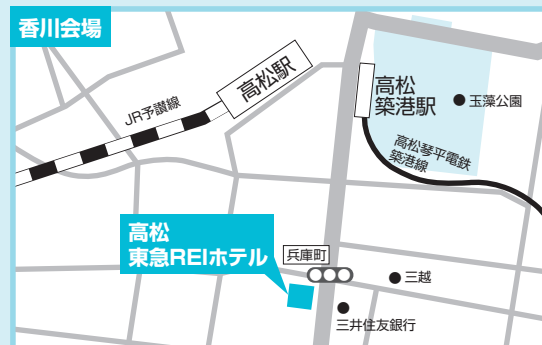 香川会場
高松駅
JR予讃線
高松
築港駅
玉藻公園
高松琴平電鉄
築港線
高松
東急REIホテル
兵庫町
三越
三井住友銀行